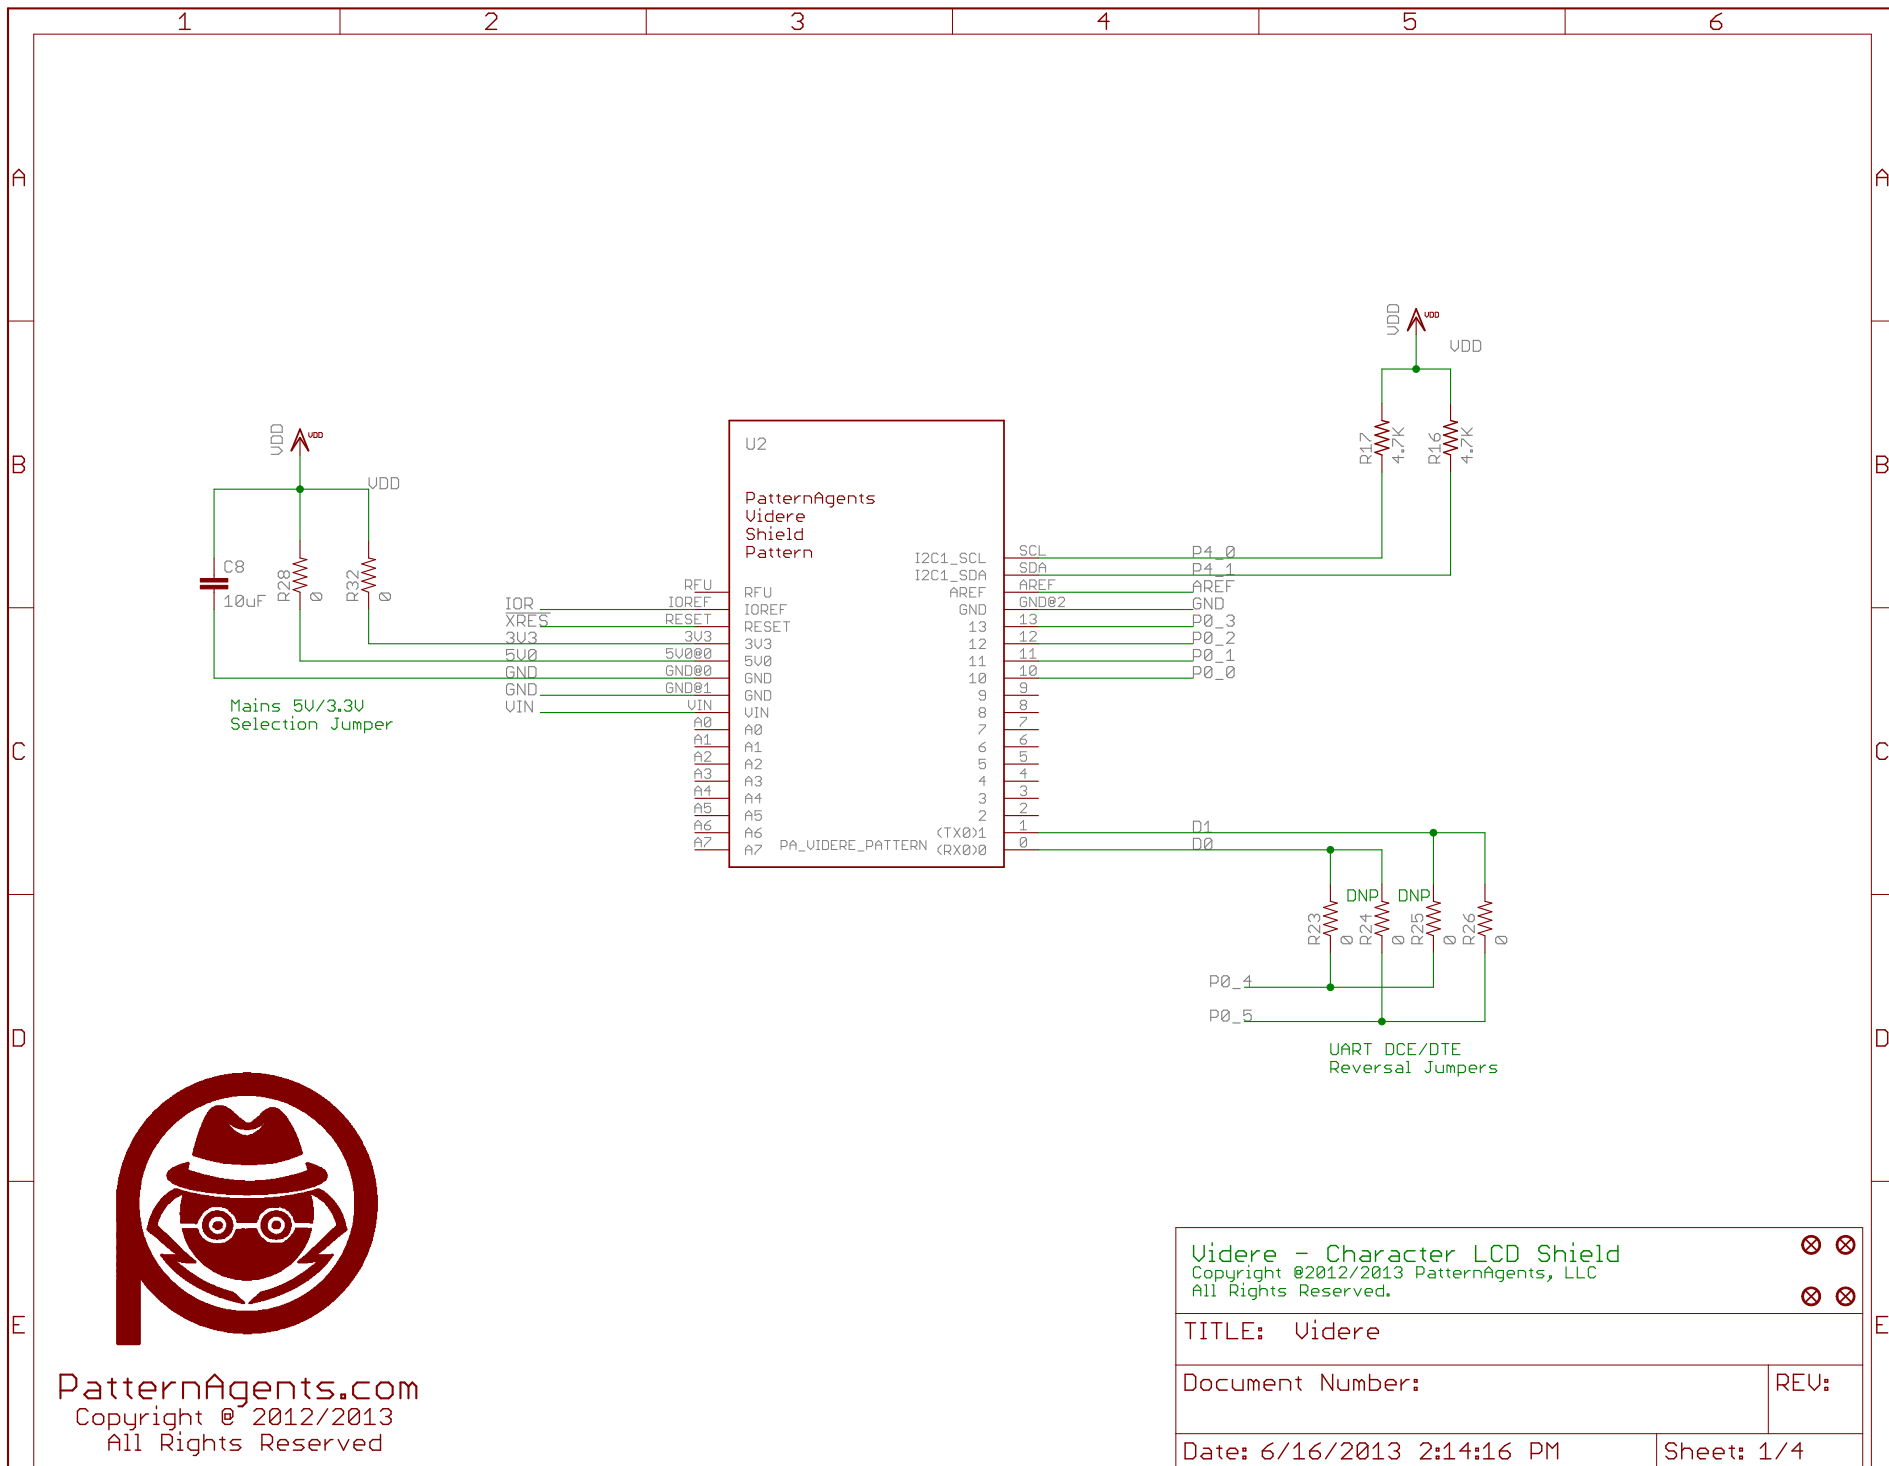 1 2 3 4 5 6
A A
VDD VDD
VDD
VDD VDD
U2
R17 4.7K R16 4.7K
B B
VDD
PatternAgents
Videre
Shield
Pattern
I2C1_SCL SCL P4_0
I2C1_SDA SDA P4_1
C8
10uF
R28 0 R32 0
RFU RFU AREF AREF AREF
IOR IOREF IOREF GND GND@2 GND
XRES RESET RESET 13 13 P0_3
3V3 3V3 3V3 12 12 P0_2
5V0 5V0@0 5V0 11 11 P0_1
GND GND@0 GND 10 10 P0_0
GND GND@1 GND 9 9
VIN VIN VIN 8 8
Mains 5V/3.3V
Selection Jumper
A0 A0 7 7
A1 A1 6 6
C C
A2 A2 5 5
A3 A3 4 4
A4 A4 3 3
A5 A5 2 2
A6 A6 (TX0)1 1 D1
A7 A7 PA_VIDERE_PATTERN (RX0)0 0 D0
DNP DNP
R23 0 R24 0 R25 0 R26 0
P0_4
P0_5
D D
UART DCE/DTE
Reversal Jumpers
Videre - Character LCD Shield
Copyright @2012/2013 PatternAgents, LLC
All Rights Reserved.
E E
TITLE: Videre
PatternAgents.com
Copyright @ 2012/2013
All Rights Reserved
Document Number: REV:
Date: 6/16/2013 2:14:16 PM Sheet: 1/4